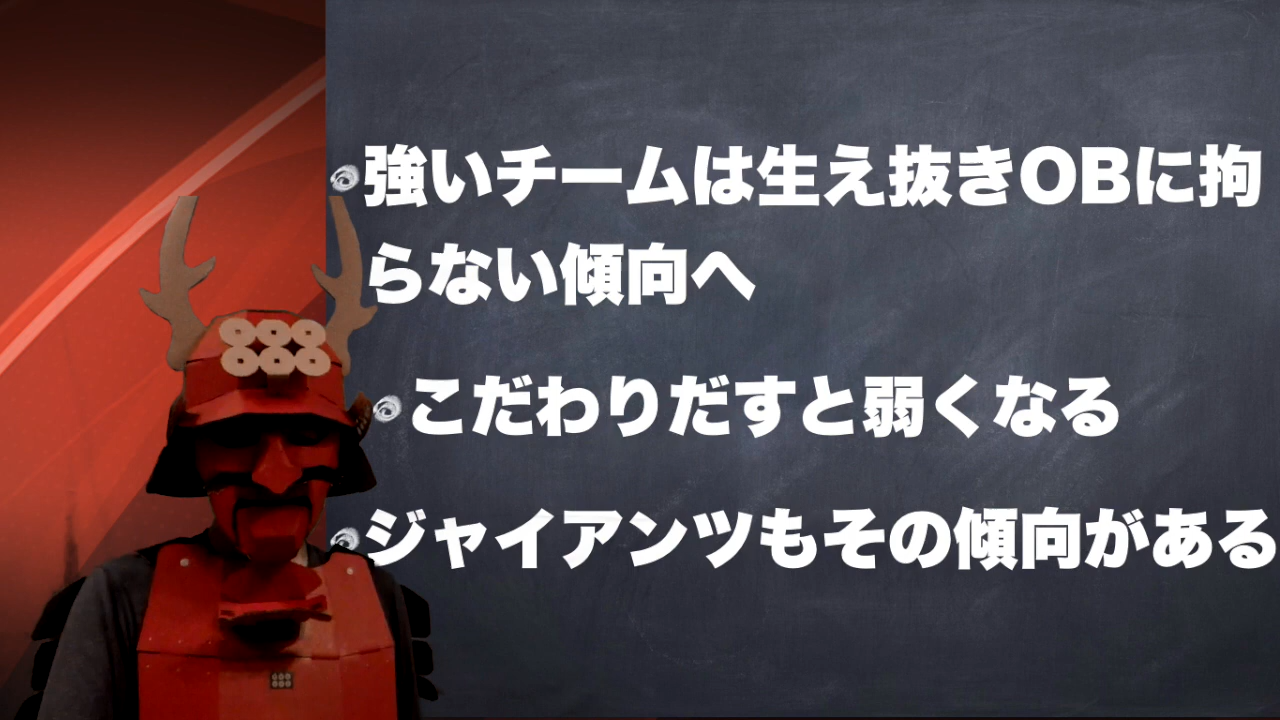 強いチームは生え抜きOBに拘
らない傾向へ
こだわりだすと弱くなる
ジャイアンツもその傾向がある